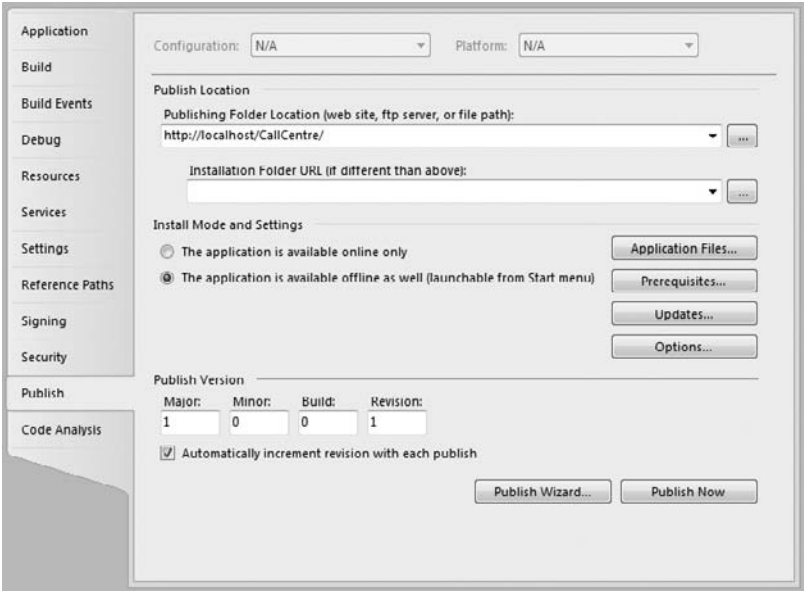 Application
Build
Build Events
Debug
Resources
Services
Settings
Reference Paths
Signing
Security
Publish
Code Analysis
Configuration: N/A Platform: N/A
Publish Location
Publishing Folder Location (web site, ftp server, or file path):
http://localhost/CallCentre/
...
Installation Folder URL (if different than above):
...
Install Mode and Settings
The application is available online only
The application is available offline as well (launchable from Start menu)
Application Files...
Prerequisites...
Updates...
Options...
Publish Version
Major: Minor: Build: Revision:
1 0 0 1
Automatically increment revision with each publish
Publish Wizard... Publish Now